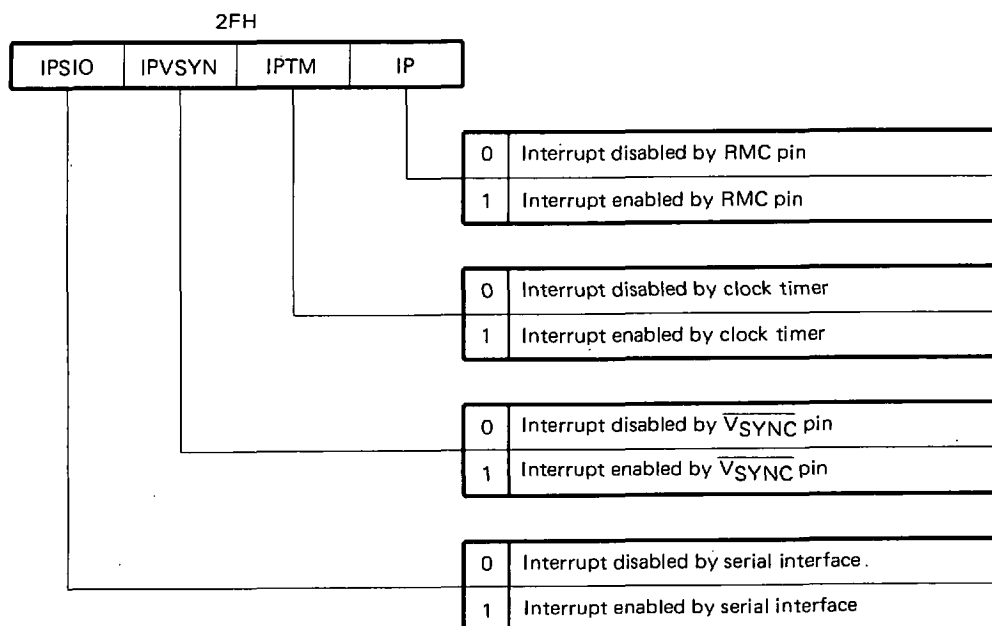 2FH
IPSIO IPVSYN IPTM IP
0 Interrupt disabled by RMC pin
1 Interrupt enabled by RMC pin
0 Interrupt disabled by clock timer
1 Interrupt enabled by clock timer
0 Interrupt disabled by VSYNC pin
1 Interrupt enabled by VSYNC pin
0 Interrupt disabled by serial interface.
1 Interrupt enabled by serial interface